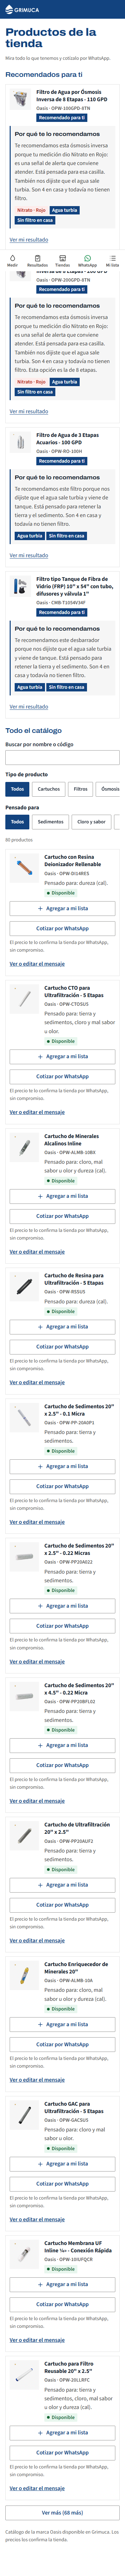 GRIMUCA
Productos de la
tienda
Mira todo lo que tenemos y cotízalo por WhatsApp.
Recomendados para ti
Filtro de Agua por Ósmosis
Inversa de 8 Etapas - 110 GPD
Oasis · OPW-100GPD-ATN
Recomendado para ti
Por qué te lo recomendamos
Te recomendamos esta ósmosis inversa
porque tu medición dio Nitrato en Rojo:
es una señal de alerta que conviene
atender. Está pensada para esa señal.
También nos dijiste que el agua sale
turbia. Son 4 en casa y todavía no tienen
filtro.
Nitrato · Rojo
Agua turbia
Sin filtro en casa
Ver mi resultado
Medir
Resultados
Tiendas
WhatsApp
Mi lista
Inversa de 8 Etapas - 200 GPD
Oasis · OPW-200GPD-ATN
Recomendado para ti
Por qué te lo recomendamos
Te recomendamos esta ósmosis inversa
porque tu medición dio Nitrato en Rojo:
es una señal de alerta que conviene
atender. Está pensada para esa señal.
También nos dijiste que el agua sale
turbia. Son 4 en casa y todavía no tienen
filtro. Esta opción es la de 8 etapas.
Nitrato · Rojo
Agua turbia
Sin filtro en casa
Ver mi resultado
Filtro de Agua de 3 Etapas
Acuarios - 100 GPD
Oasis · OPW-RO-100H
Recomendado para ti
Por qué te lo recomendamos
Te recomendamos este filtro porque nos
dijiste que el agua sale turbia y viene de
tanque. Está pensado para retener la
tierra y el sedimento. Son 4 en casa y
todavía no tienen filtro.
Agua turbia
Sin filtro en casa
Ver mi resultado
Filtro tipo Tanque de Fibra de
Vidrio (FRP) 10" x 54" con tubo,
difusores y válvula 1"
Oasis · CMB-T1054V34F
Recomendado para ti
Por qué te lo recomendamos
Te recomendamos este desbarrador
porque nos dijiste que el agua sale turbia
y viene de tanque. Está pensado para
retener la tierra y el sedimento. Son 4 en
casa y todavía no tienen filtro.
Agua turbia
Sin filtro en casa
Ver mi resultado
Todo el catálogo
Buscar por nombre o código
Tipo de producto
Todos
Cartuchos
Filtros
Ósmosis
Pensado para
Todos
Sedimentos
Cloro y sabor
80 productos
Cartucho con Resina
Deionizador Rellenable
Oasis · OPW-DI14RES
Pensado para: dureza (cal).
Disponible
+ Agregar a mi lista
Cotizar por WhatsApp
El precio te lo confirma la tienda por WhatsApp,
sin compromiso.
Ver o editar el mensaje
Cartucho CTO para
Ultrafiltración - 5 Etapas
Oasis · OPW-CTOSUS
Pensado para: tierra y
sedimentos, cloro y mal sabor
u olor.
Disponible
+ Agregar a mi lista
Cotizar por WhatsApp
El precio te lo confirma la tienda por WhatsApp,
sin compromiso.
Ver o editar el mensaje
Cartucho de Minerales
Alcalinos Inline
Oasis · OPW-ALMB-10BX
Pensado para: cloro, mal
sabor u olor y dureza (cal).
Disponible
+ Agregar a mi lista
Cotizar por WhatsApp
El precio te lo confirma la tienda por WhatsApp,
sin compromiso.
Ver o editar el mensaje
Cartucho de Resina para
Ultrafiltración - 5 Etapas
Oasis · OPW-RSSUS
Pensado para: dureza (cal).
Disponible
+ Agregar a mi lista
Cotizar por WhatsApp
El precio te lo confirma la tienda por WhatsApp,
sin compromiso.
Ver o editar el mensaje
Cartucho de Sedimentos 20"
x 2.5" - 0.1 Micra
Oasis · OPW-PP-20A0P1
Pensado para: tierra y
sedimentos.
Disponible
+ Agregar a mi lista
Cotizar por WhatsApp
El precio te lo confirma la tienda por WhatsApp,
sin compromiso.
Ver o editar el mensaje
Cartucho de Sedimentos 20"
x 2.5" - 0.22 Micras
Oasis · OPW-PP20A022
Pensado para: tierra y
sedimentos.
Disponible
+ Agregar a mi lista
Cotizar por WhatsApp
El precio te lo confirma la tienda por WhatsApp,
sin compromiso.
Ver o editar el mensaje
Cartucho de Sedimentos 20"
x 4.5" - 0.22 Micra
Oasis · OPW-PP20BFL02
Pensado para: tierra y
sedimentos.
Disponible
+ Agregar a mi lista
Cotizar por WhatsApp
El precio te lo confirma la tienda por WhatsApp,
sin compromiso.
Ver o editar el mensaje
Cartucho de Ultrafiltración
20" x 2.5"
Oasis · OPW-PP20AUF2
Pensado para: tierra y
sedimentos.
Disponible
+ Agregar a mi lista
Cotizar por WhatsApp
El precio te lo confirma la tienda por WhatsApp,
sin compromiso.
Ver o editar el mensaje
Cartucho Enriquecedor de
Minerales 20"
Oasis · OPW-ALMB-10A
Pensado para: cloro, mal
sabor u olor y dureza (cal).
Disponible
+ Agregar a mi lista
Cotizar por WhatsApp
El precio te lo confirma la tienda por WhatsApp,
sin compromiso.
Ver o editar el mensaje
Cartucho GAC para
Ultrafiltración - 5 Etapas
Oasis · OPW-GACSUS
Pensado para: cloro y mal
sabor u olor.
Disponible
+ Agregar a mi lista
Cotizar por WhatsApp
El precio te lo confirma la tienda por WhatsApp,
sin compromiso.
Ver o editar el mensaje
Cartucho Membrana UF
Inline ¼» - Conexión Rápida
Oasis · OPW-10IUFQCR
Disponible
+ Agregar a mi lista
Cotizar por WhatsApp
El precio te lo confirma la tienda por WhatsApp,
sin compromiso.
Ver o editar el mensaje
Cartucho para Filtro
Reusable 20" x 2.5"
Oasis · OPW-20LLRFC
Pensado para: tierra y
sedimentos, cloro, mal sabor
u olor y dureza (cal).
Disponible
+ Agregar a mi lista
Cotizar por WhatsApp
El precio te lo confirma la tienda por WhatsApp,
sin compromiso.
Ver o editar el mensaje
Ver más (68 más)
Catálogo de la marca Oasis disponible en Grimuca. Los
precios los confirma la tienda.